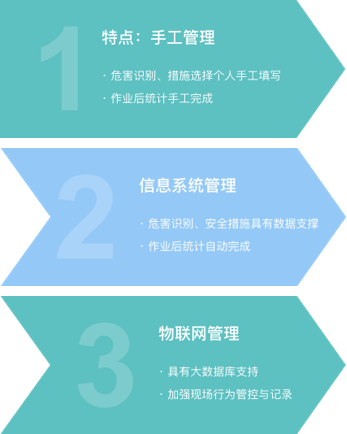 1
特点：手工管理
· 危害识别、措施选择个人手工填写
· 作业后统计手工完成
2
信息系统管理
· 危害识别、安全措施具有数据支撑
· 作业后统计自动完成
3
物联网管理
· 具有大数据库支持
· 加强现场行为管控与记录